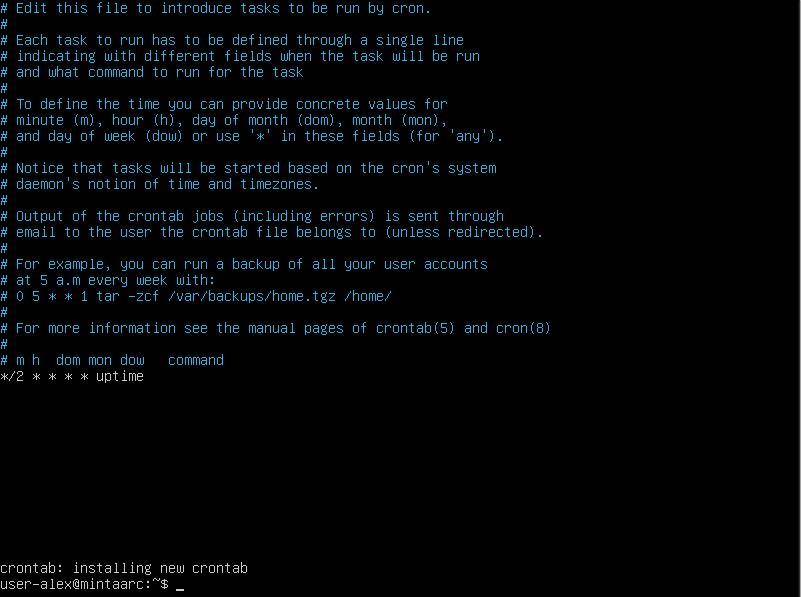 # Edit this file to introduce tasks to be run by cron.
#
# Each task to run has to be defined through a single line
# indicating with different fields when the task will be run
# and what command to run for the task
#
# To define the time you can provide concrete values for
# minute (m), hour (h), day of month (dom), month (mon),
# and day of week (dow) or use '*' in these fields (for 'any').
#
# Notice that tasks will be started based on the cron's system
# daemon's notion of time and timezones.
#
# Output of the crontab jobs (including errors) is sent through
# email to the user the crontab file belongs to (unless redirected).
#
# For example, you can run a backup of all your user accounts
# at 5 a.m every week with:
# 0 5 * * 1 tar -zcf /var/backups/home.tgz /home/
#
# For more information see the manual pages of crontab(5) and cron(8)
#
# m h  dom mon dow   command
*/2 * * * * uptime
crontab: installing new crontab
user-alex@mintaarc:~$ _